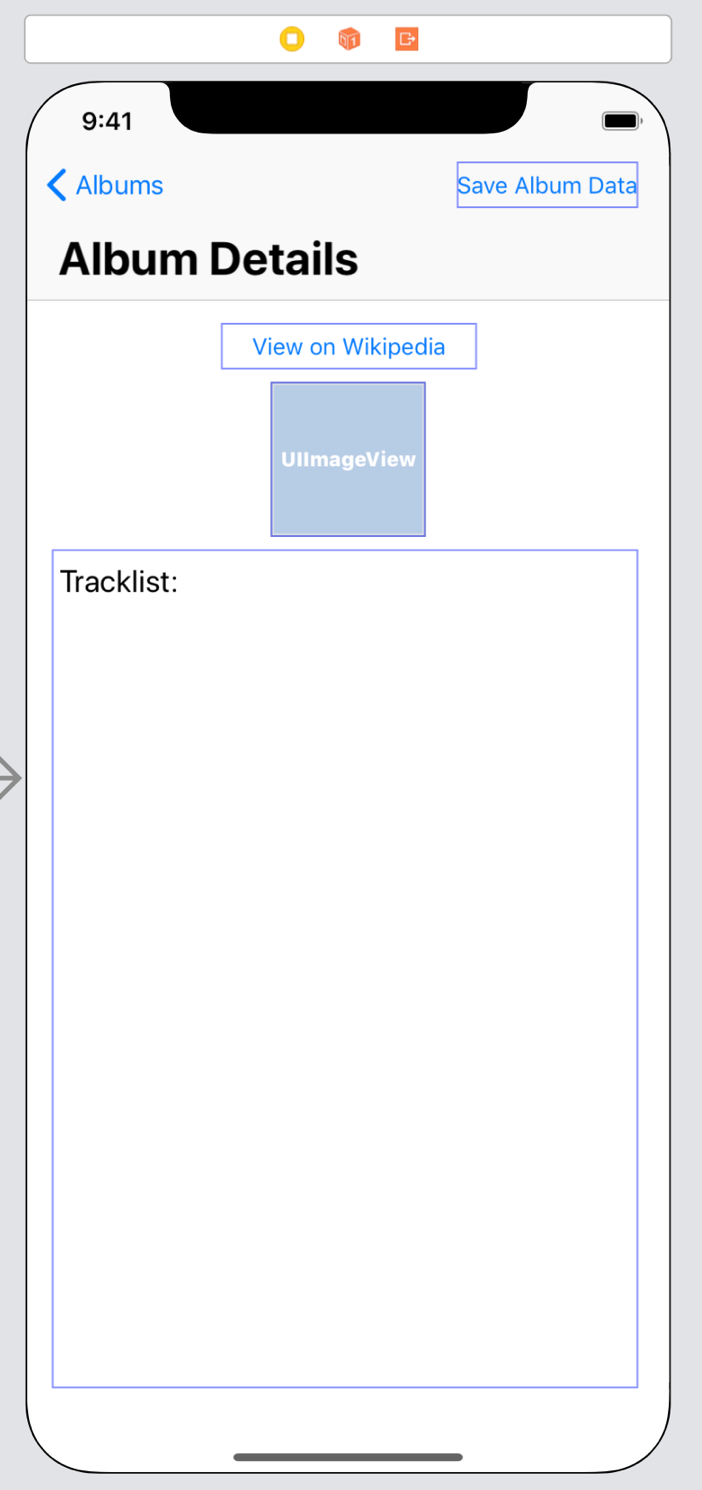 9:41
Albums
Save Album Data
Album Details
View on Wikipedia
UIImageView
Tracklist: